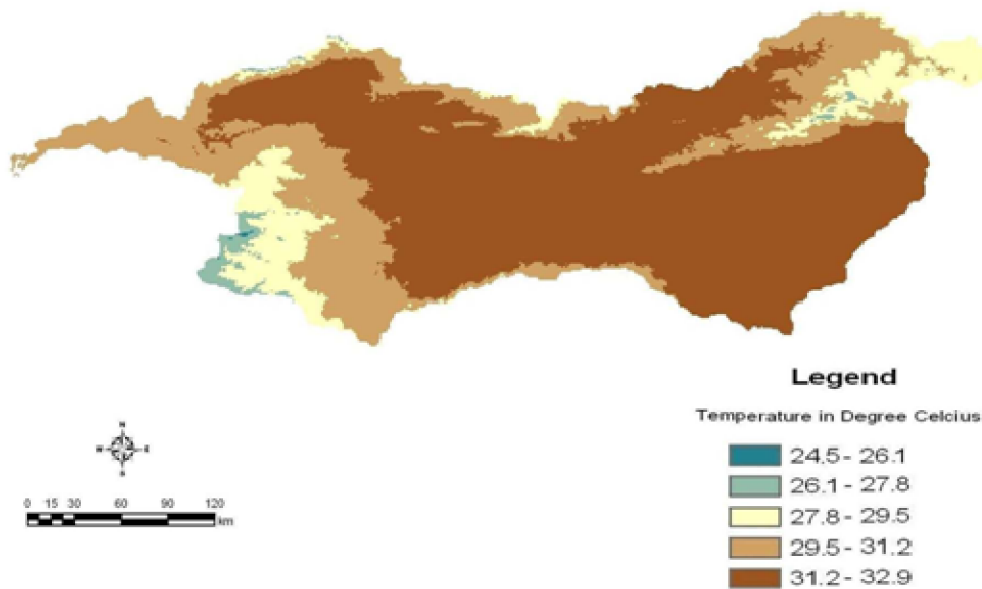 Legend
Temperature in Degree Celcius
24.5 - 26.1
26.1 - 27.8
27.8 - 29.5
29.5 - 31.2
31.2 - 32.9
N
W E
S
0 15 30 60 90 120
km